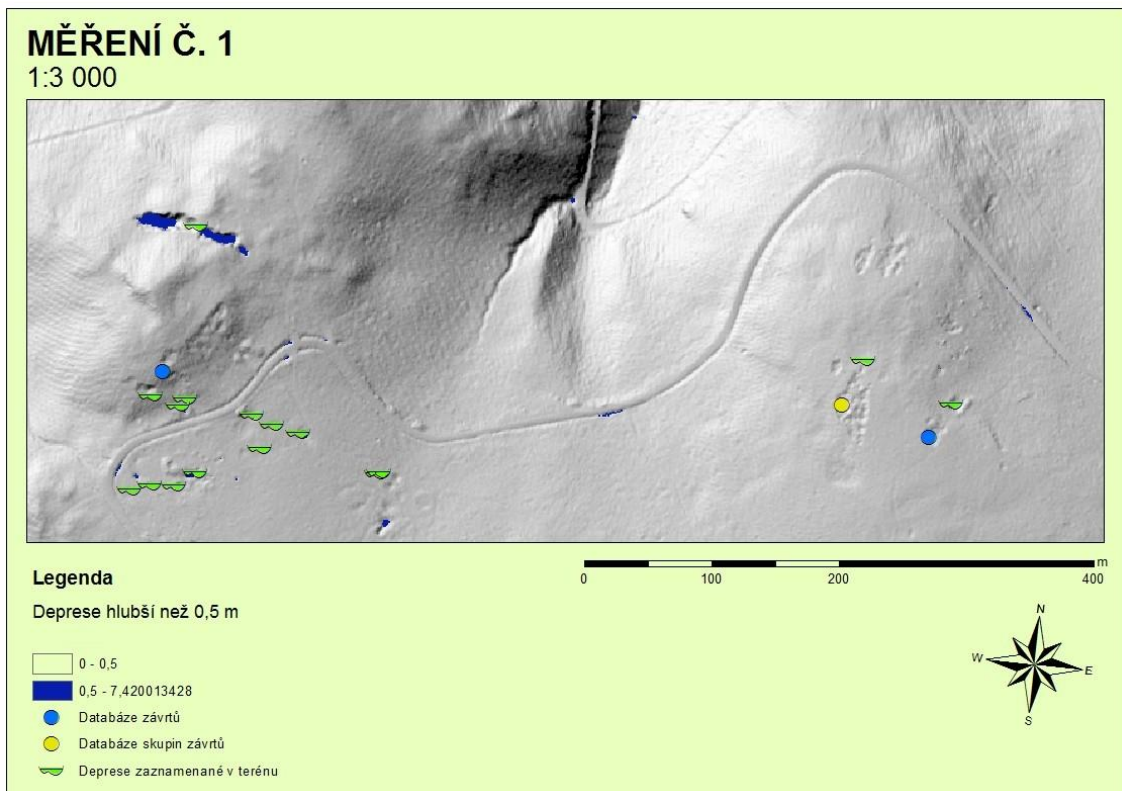 MĚŘENÍ Č. 1
1:3 000
m
0 100 200 400
Legenda
Deprese hlubší než 0,5 m
0 - 0,5
0,5 - 7,420013428
Databáze závrtů
Databáze skupin závrtů
Deprese zaznamenané v terénu
N
W
E
S